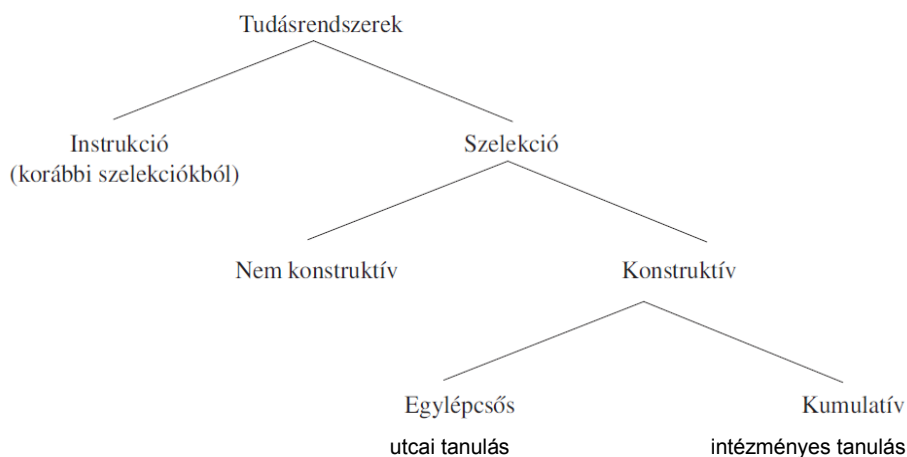 Tudásrendszerek
Instrukció
(korábbi szelekciókból)
Szelekció
Nem konstruktív
Konstruktív
Egylépcsős
Kumulatív
utcai tanulás
intézményes tanulás